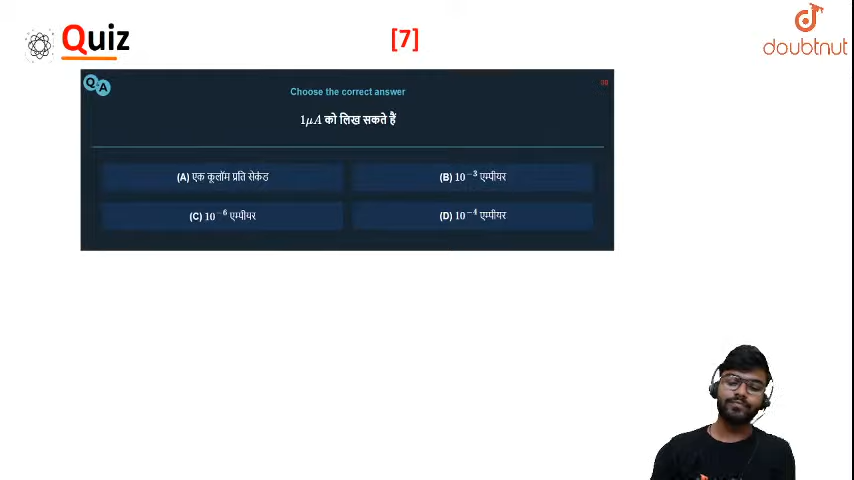 Quiz
[7]
doubtnut
Q A
Choose the correct answer
1μA को लिख सकते हैं
(A) एक कूलॉम प्रति सेकेंड
(B) 10⁻³ एम्पीयर
(C) 10⁻⁶ एम्पीयर
(D) 10⁻⁴ एम्पीयर